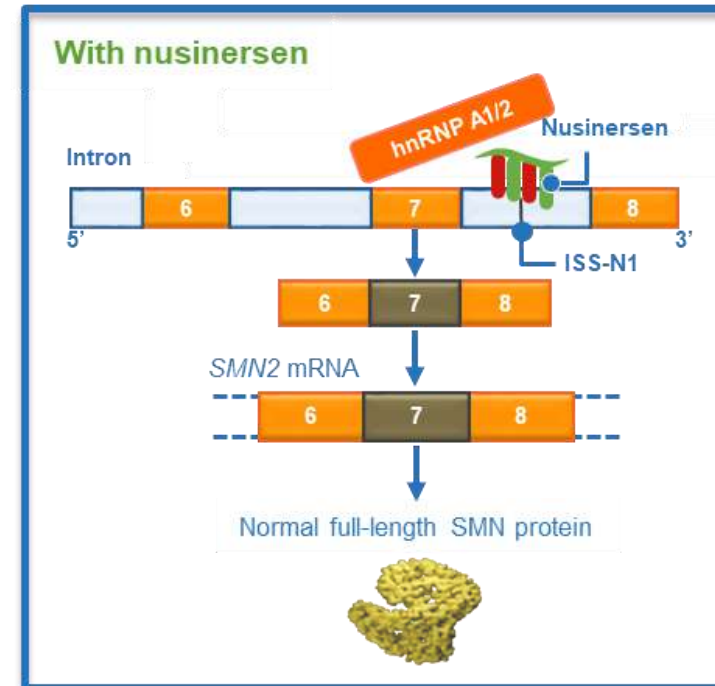 With nusinersen
hnRNP A1/2
Nusinersen
Intron
6
7
8
5'
3'
ISS-N1
6
7
8
SMN2 mRNA
6
7
8
Normal full-length SMN protein